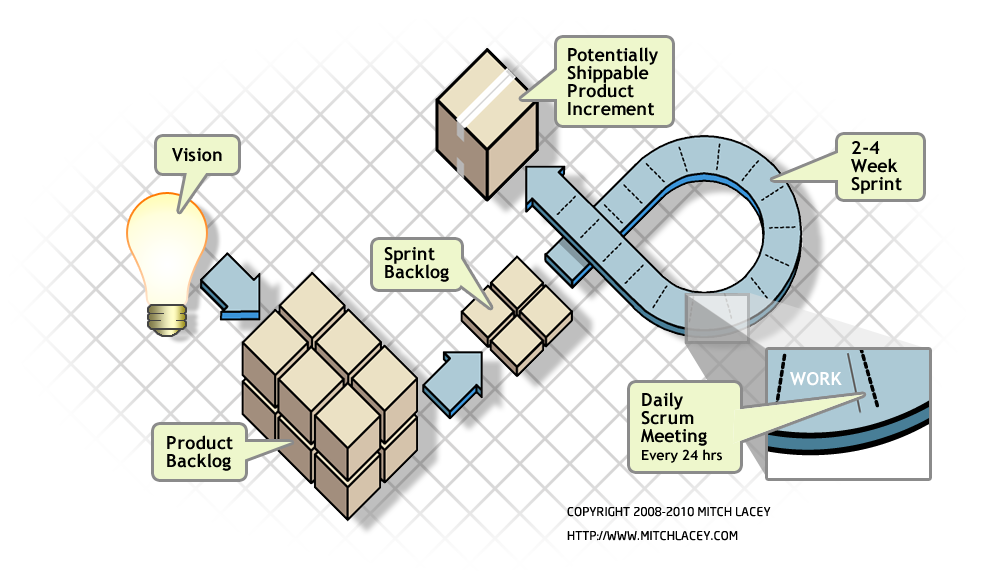 Potentially
Shippable
Product
Increment
Vision
2-4
Week
Sprint
Sprint
Backlog
WORK
Daily
Scrum
Meeting
Every 24 hrs
Product
Backlog
COPYRIGHT 2008-2010 MITCH LACEY
HTTP://WWW.MITCHLACEY.COM